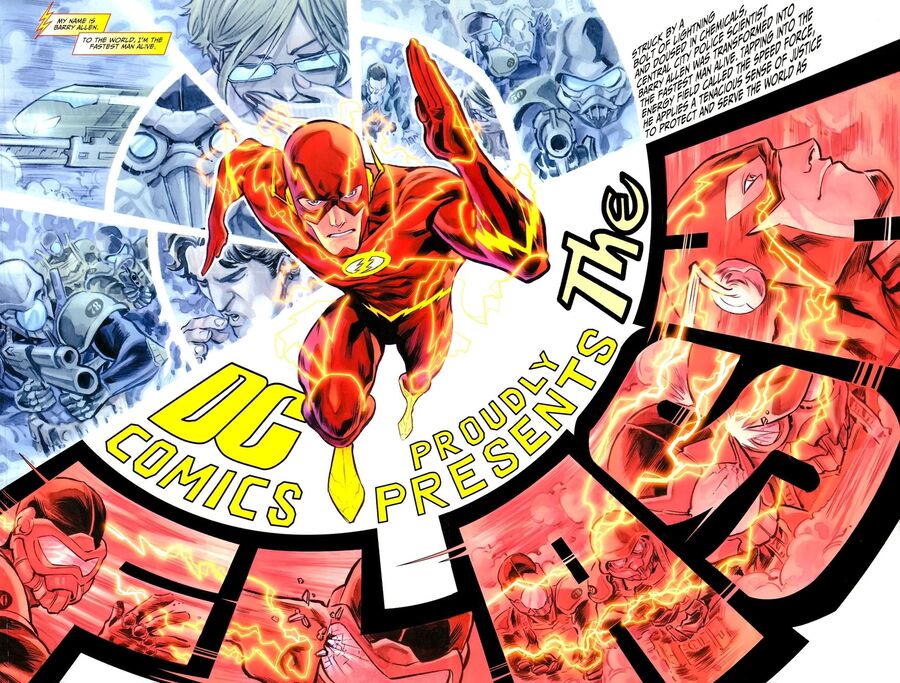 MY NAME IS
BARRY ALLEN.
TO THE WORLD, I'M THE
FASTEST MAN ALIVE.
STRUCK BY A
BOLT OF LIGHTNING
AND DOUSED IN CHEMICALS,
CENTRAL CITY POLICE SCIENTIST
BARRY ALLEN WAS TRANSFORMED INTO
THE FASTEST MAN ALIVE. TAPPING INTO THE
ENERGY FIELD CALLED THE SPEED FORCE,
HE APPLIES A TENACIOUS SENSE OF JUSTICE
TO PROTECT AND SERVE THE WORLD AS
DC
COMICS
PROUDLY
PRESENTS
The
FLASH